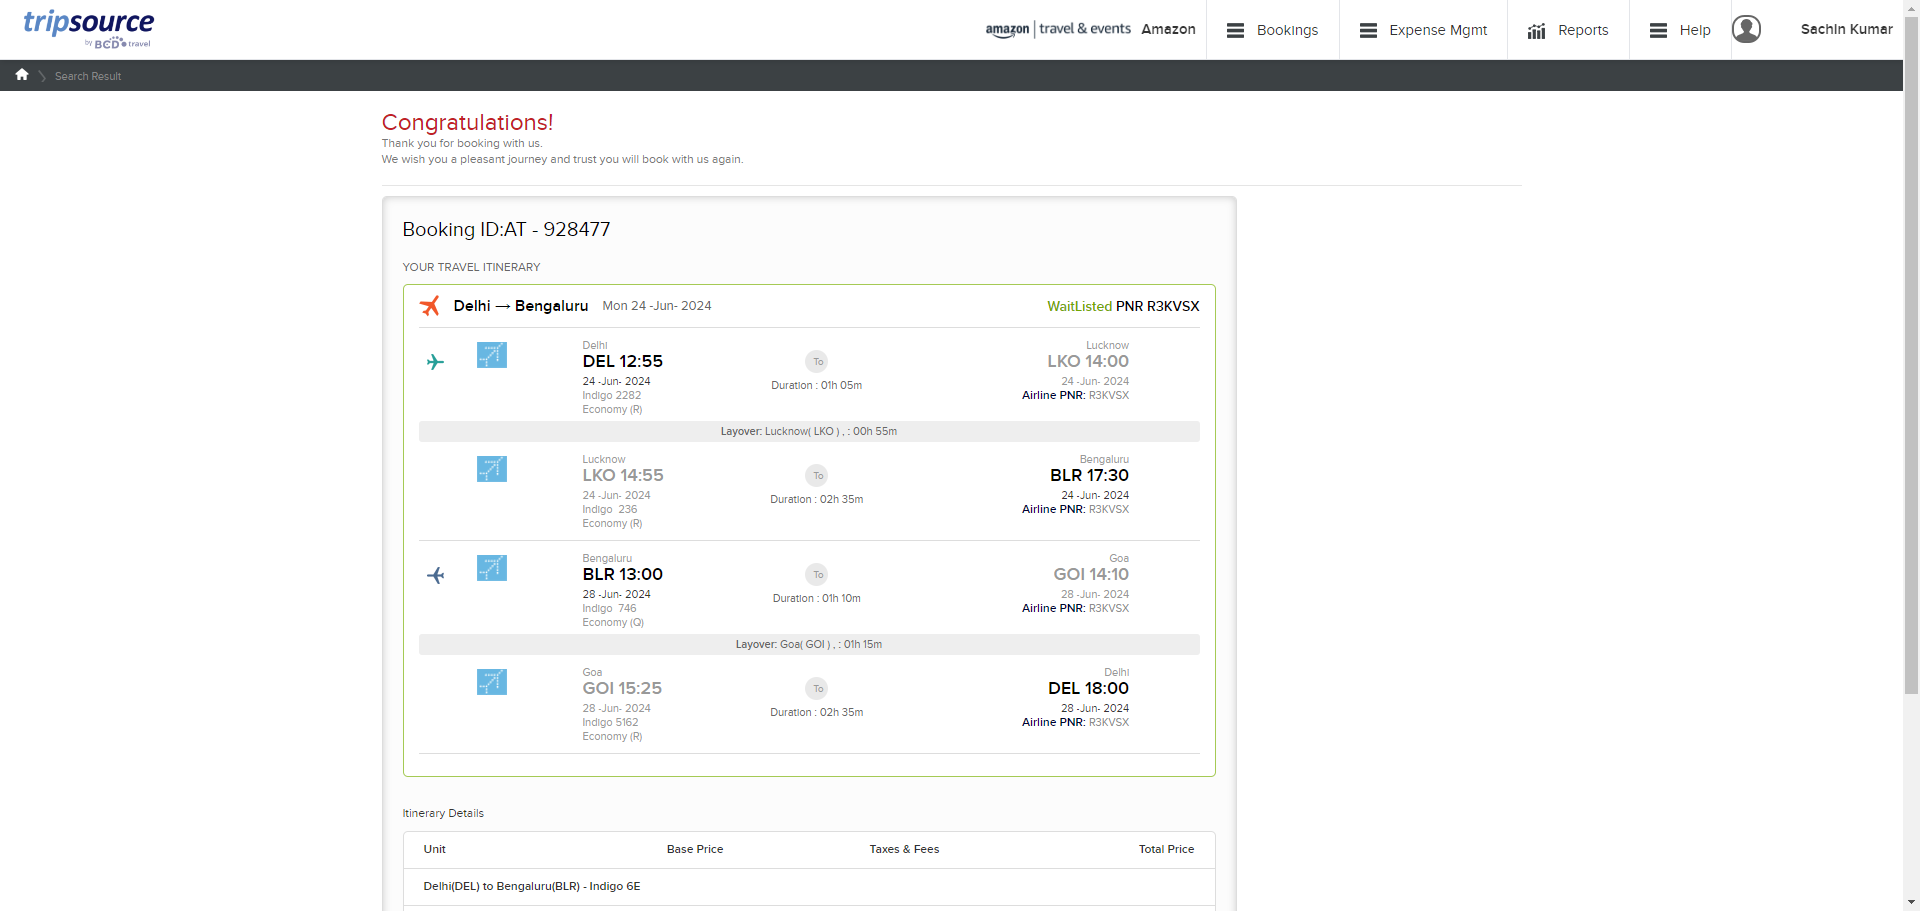 tripsource
by BCD travel
amazon travel & events Amazon
Bookings
Expense Mgmt
Reports
Help
Sachin Kumar
Search Result
Congratulations!
Thank you for booking with us.
We wish you a pleasant journey and trust you will book with us again.
Booking ID:AT - 928477
YOUR TRAVEL ITINERARY
Delhi → Bengaluru Mon 24 -Jun- 2024 WaitListed PNR R3KVSX
Delhi Lucknow
DEL 12:55 To LKO 14:00
24 -Jun- 2024 Duration : 01h 05m 24 -Jun- 2024
Indigo 2282 Airline PNR: R3KVSX
Economy (R)
Layover: Lucknow( LKO ) , : 00h 55m
Lucknow Bengaluru
LKO 14:55 To BLR 17:30
24 -Jun- 2024 Duration : 02h 35m 24 -Jun- 2024
Indigo 236 Airline PNR: R3KVSX
Economy (R)
Bengaluru Goa
BLR 13:00 To GOI 14:10
28 -Jun- 2024 Duration : 01h 10m 28 -Jun- 2024
Indigo 746 Airline PNR: R3KVSX
Economy (Q)
Layover: Goa( GOI ) , : 01h 15m
Goa Delhi
GOI 15:25 To DEL 18:00
28 -Jun- 2024 Duration : 02h 35m 28 -Jun- 2024
Indigo 5162 Airline PNR: R3KVSX
Economy (R)
Itinerary Details
Unit Base Price Taxes & Fees Total Price
Delhi(DEL) to Bengaluru(BLR) - Indigo 6E